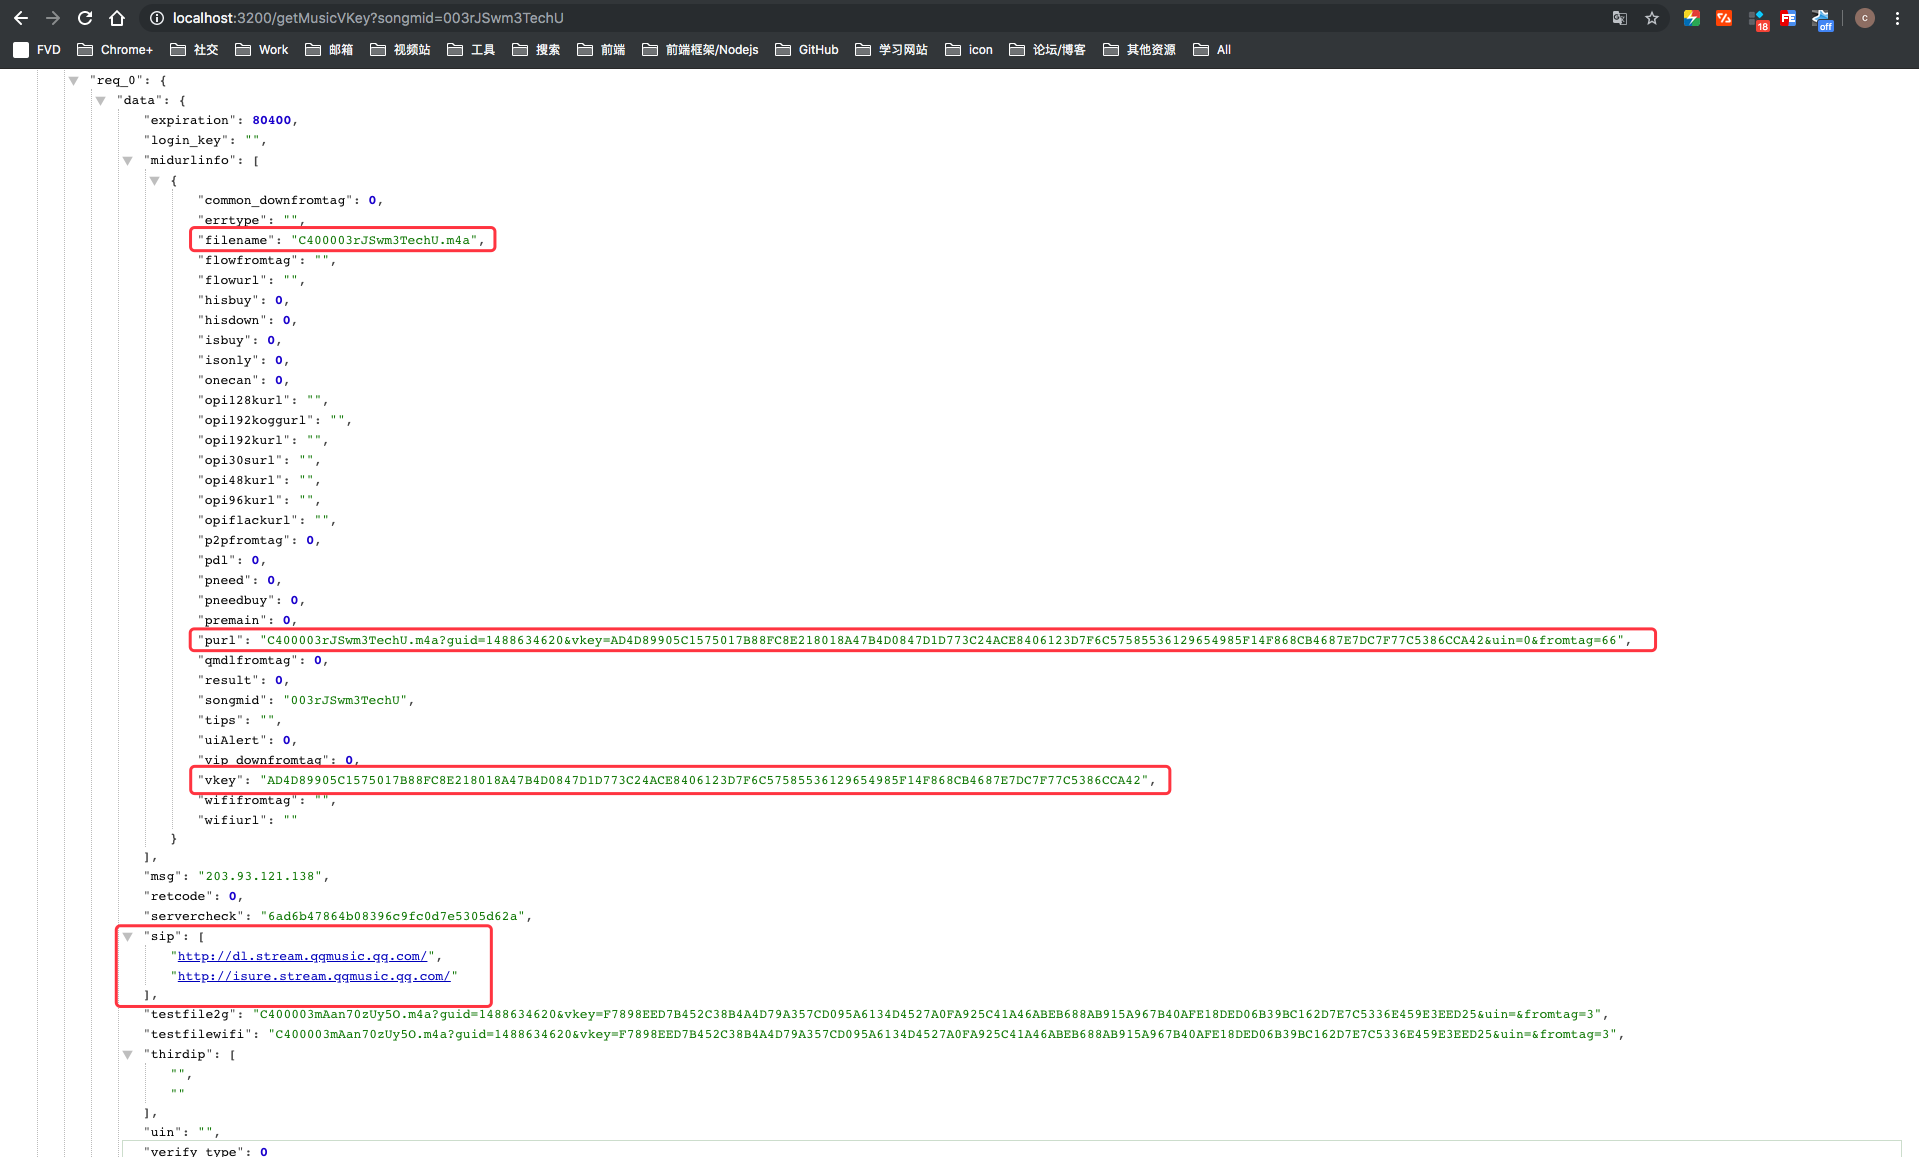 localhost:3200/getMusicVKey?songmid=003rJSwm3TechU
18
FE
off
c
FVD Chrome+ 社交 Work 邮箱 视频站 工具 搜索 前端 前端框架/Nodejs GitHub 学习网站 icon 论坛/博客 其他资源 All
"req_0": {
"data": {
"expiration": 80400,
"login_key": "",
"midurlinfo": [
{
"common_downfromtag": 0,
"errtype": "",
"filename": "C400003rJSwm3TechU.m4a",
"flowfromtag": "",
"flowurl": "",
"hisbuy": 0,
"hisdown": 0,
"isbuy": 0,
"isonly": 0,
"onecan": 0,
"opi128kurl": "",
"opi192koggurl": "",
"opi192kurl": "",
"opi30surl": "",
"opi48kurl": "",
"opi96kurl": "",
"opiflackurl": "",
"p2pfromtag": 0,
"pdl": 0,
"pneed": 0,
"pneedbuy": 0,
"premain": 0,
"purl": "C400003rJSwm3TechU.m4a?guid=1488634620&vkey=AD4D89905C1575017B88FC8E218018A47B4D0847D1D773C24ACE8406123D7F6C57585536129654985F14F868CB4687E7DC7F77C5386CCA42&uin=0&fromtag=66",
"qmdlfromtag": 0,
"result": 0,
"songmid": "003rJSwm3TechU",
"tips": "",
"uiAlert": 0,
"vip_downfromtag": 0,
"vkey": "AD4D89905C1575017B88FC8E218018A47B4D0847D1D773C24ACE8406123D7F6C57585536129654985F14F868CB4687E7DC7F77C5386CCA42",
"wififromtag": "",
"wifiurl": ""
}
],
"msg": "203.93.121.138",
"retcode": 0,
"servercheck": "6ad6b47864b08396c9fc0d7e5305d62a",
"sip": [
"http://dl.stream.qqmusic.qq.com/",
"http://isure.stream.qqmusic.qq.com/"
],
"testfile2g": "C400003mAan70zUy5O.m4a?guid=1488634620&vkey=F7898EED7B452C38B4A4D79A357CD095A6134D4527A0FA925C41A46ABEB688AB915A967B40AFE18DED06B39BC162D7E7C5336E459E3EED25&uin=&fromtag=3",
"testfilewifi": "C400003mAan70zUy5O.m4a?guid=1488634620&vkey=F7898EED7B452C38B4A4D79A357CD095A6134D4527A0FA925C41A46ABEB688AB915A967B40AFE18DED06B39BC162D7E7C5336E459E3EED25&uin=&fromtag=3",
"thirdip": [
"",
""
],
"uin": "",
"verify_type": 0